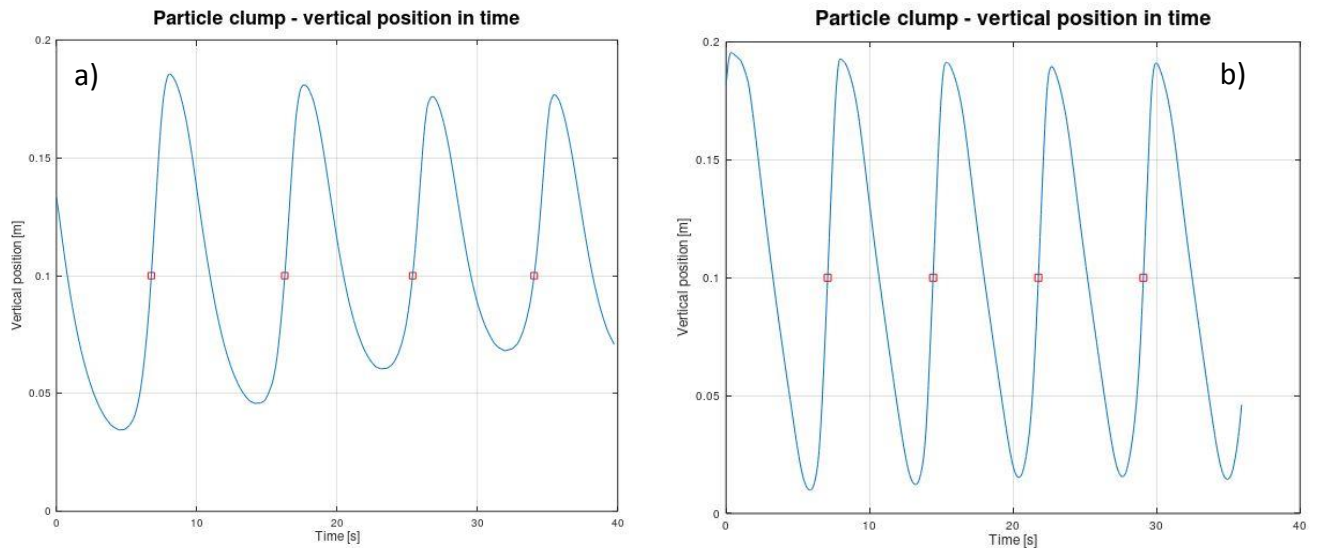 Particle clump - vertical position in time
a)
0.2
0.15
0.1
0.05
0
Vertical position [m]
0
10
20
30
40
Time [s]
Particle clump - vertical position in time
b)
0.2
0.15
0.1
0.05
0
Vertical position [m]
0
10
20
30
40
Time [s]